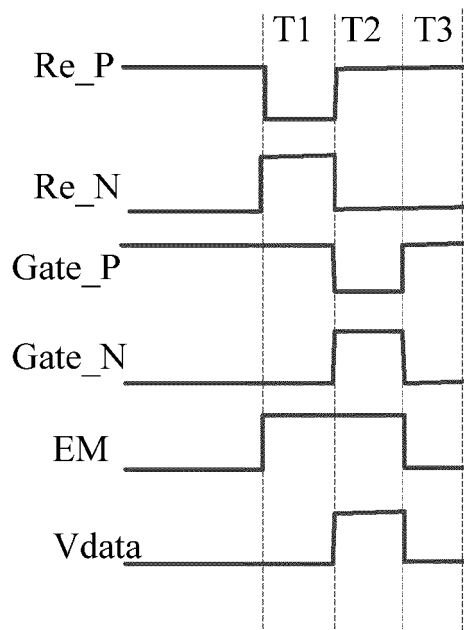 T1 T2 T3
Re_P
Re_N
Gate_P
Gate_N
EM
Vdata